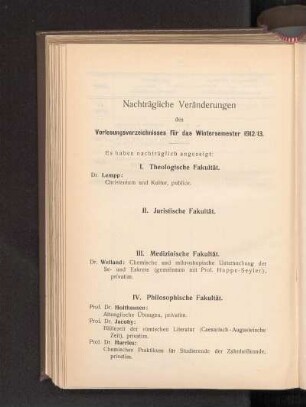 Nachträgliche Veränderungen
des
Vorlesungsverzeichnisses für das Wintersemester 1912/13.
Es haben nachträglich angezeigt:
I. Theologische Fakultät.
Dr. Lempp:
Christentum und Kultur, publice.
II. Juristische Fakultät.
III. Medizinische Fakultät.
Dr. Weiland: Chemische und mikroskopische Untersuchung der
Se- und Exkrete (gemeinsam mit Prof. Hoppe-Seyler),
privatim.
IV. Philosophische Fakultät.
Prof. Dr. Holthausen:
Altenglische Übungen, privatim.
Prof. Dr. Jacoby:
Blütezeit der römischen Literatur (Caesarisch-Augusteische
Zeit), privatim.
Prof. Dr. Harries:
Chemisches Praktikum für Studierende der Zahnheilkunde,
privatim.